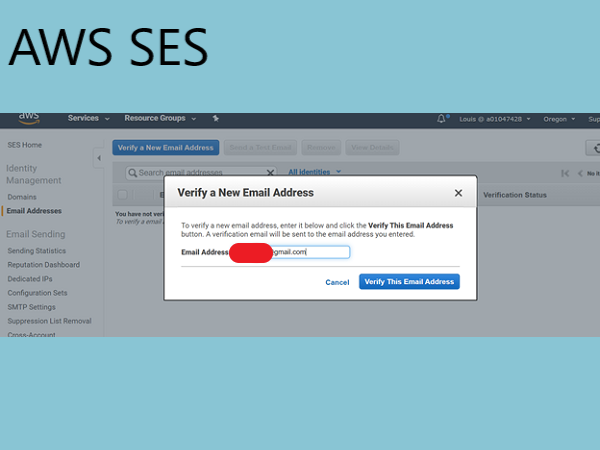 AWS SES
aws Services Resource Groups Louis @ a01047428 Oregon Sup
SES Home
Verify a New Email Address Send a Test Email Remove View Details
Search email addresses All identities No it
Identity
Management
Domains
Email Addresses
Email Sending
Sending Statistics
Reputation Dashboard
Dedicated IPs
Configuration Sets
SMTP Settings
Suppression List Removal
Cross-Account
E
Verification Status
You have not veri
To verify a email
Verify a New Email Address
To verify a new email address, enter it below and click the Verify This Email Address
button. A verification email will be sent to the email address you entered.
Email Address: @gmail.com
Cancel Verify This Email Address